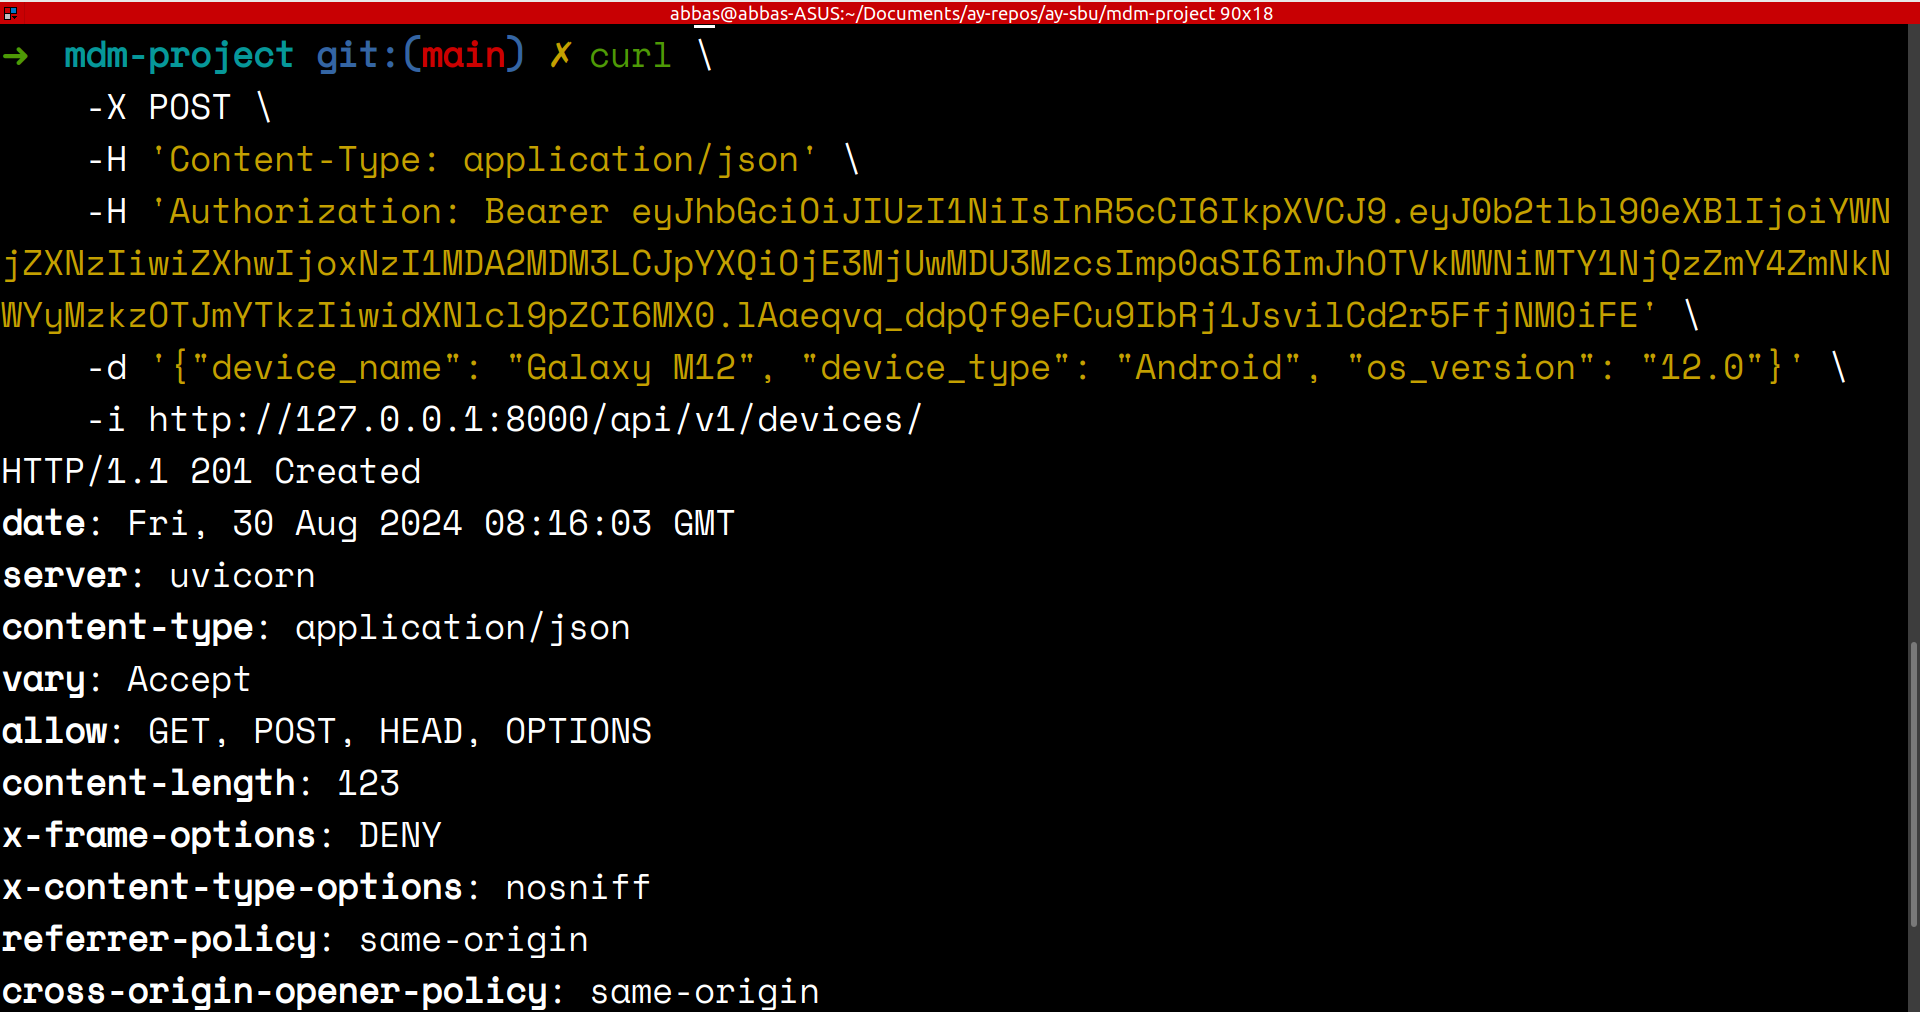 abbas@abbas-ASUS:~/Documents/ay-repos/ay-sbu/mdm-project 90x18
➜  mdm-project git:(main) ✗ curl \
    -X POST \
    -H 'Content-Type: application/json' \
    -H 'Authorization: Bearer eyJhbGciOiJIUzI1NiIsInR5cCI6IkpXVCJ9.eyJ0b2tlbl90eXBlIjoiYWN
jZXNzIiwiZXhwIjoxNzI1MDA2MDM3LCJpYXQiOjE3MjUwMDU3MzcsImp0aSI6ImJhOTVkMWNiMTY1NjQzZmY4ZmNkN
WYyMzkzOTJmYTkzIiwidXNlcl9pZCI6MX0.lAaeqvq_ddpQf9eFCu9IbRj1JsvilCd2r5FfjNM0iFE' \
    -d '{"device_name": "Galaxy M12", "device_type": "Android", "os_version": "12.0"}' \
    -i http://127.0.0.1:8000/api/v1/devices/
HTTP/1.1 201 Created
date: Fri, 30 Aug 2024 08:16:03 GMT
server: uvicorn
content-type: application/json
vary: Accept
allow: GET, POST, HEAD, OPTIONS
content-length: 123
x-frame-options: DENY
x-content-type-options: nosniff
referrer-policy: same-origin
cross-origin-opener-policy: same-origin